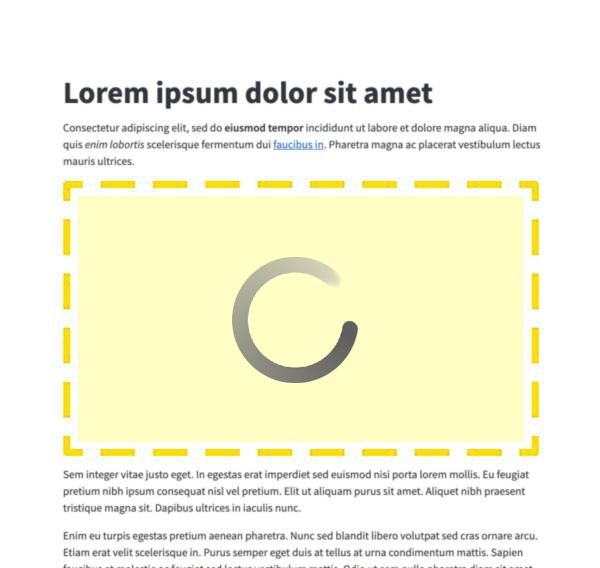 Lorem ipsum dolor sit amet
Consectetur adipiscing elit, sed do eiusmod tempor incididunt ut labore et dolore magna aliqua. Diam
quis enim lobortis scelerisque fermentum dui faucibus in. Pharetra magna ac placerat vestibulum lectus
mauris ultrices.
Sem integer vitae justo eget. In egestas erat imperdiet sed euismod nisi porta lorem mollis. Eu feugiat
pretium nibh ipsum consequat nisl vel pretium. Elit ut aliquam purus sit amet. Aliquet nibh praesent
tristique magna sit. Dapibus ultrices in iaculis nunc.
Enim eu turpis egestas pretium aenean pharetra. Nunc sed blandit libero volutpat sed cras ornare arcu.
Etiam erat velit scelerisque in. Purus semper eget duis at tellus at urna condimentum mattis. Sapien